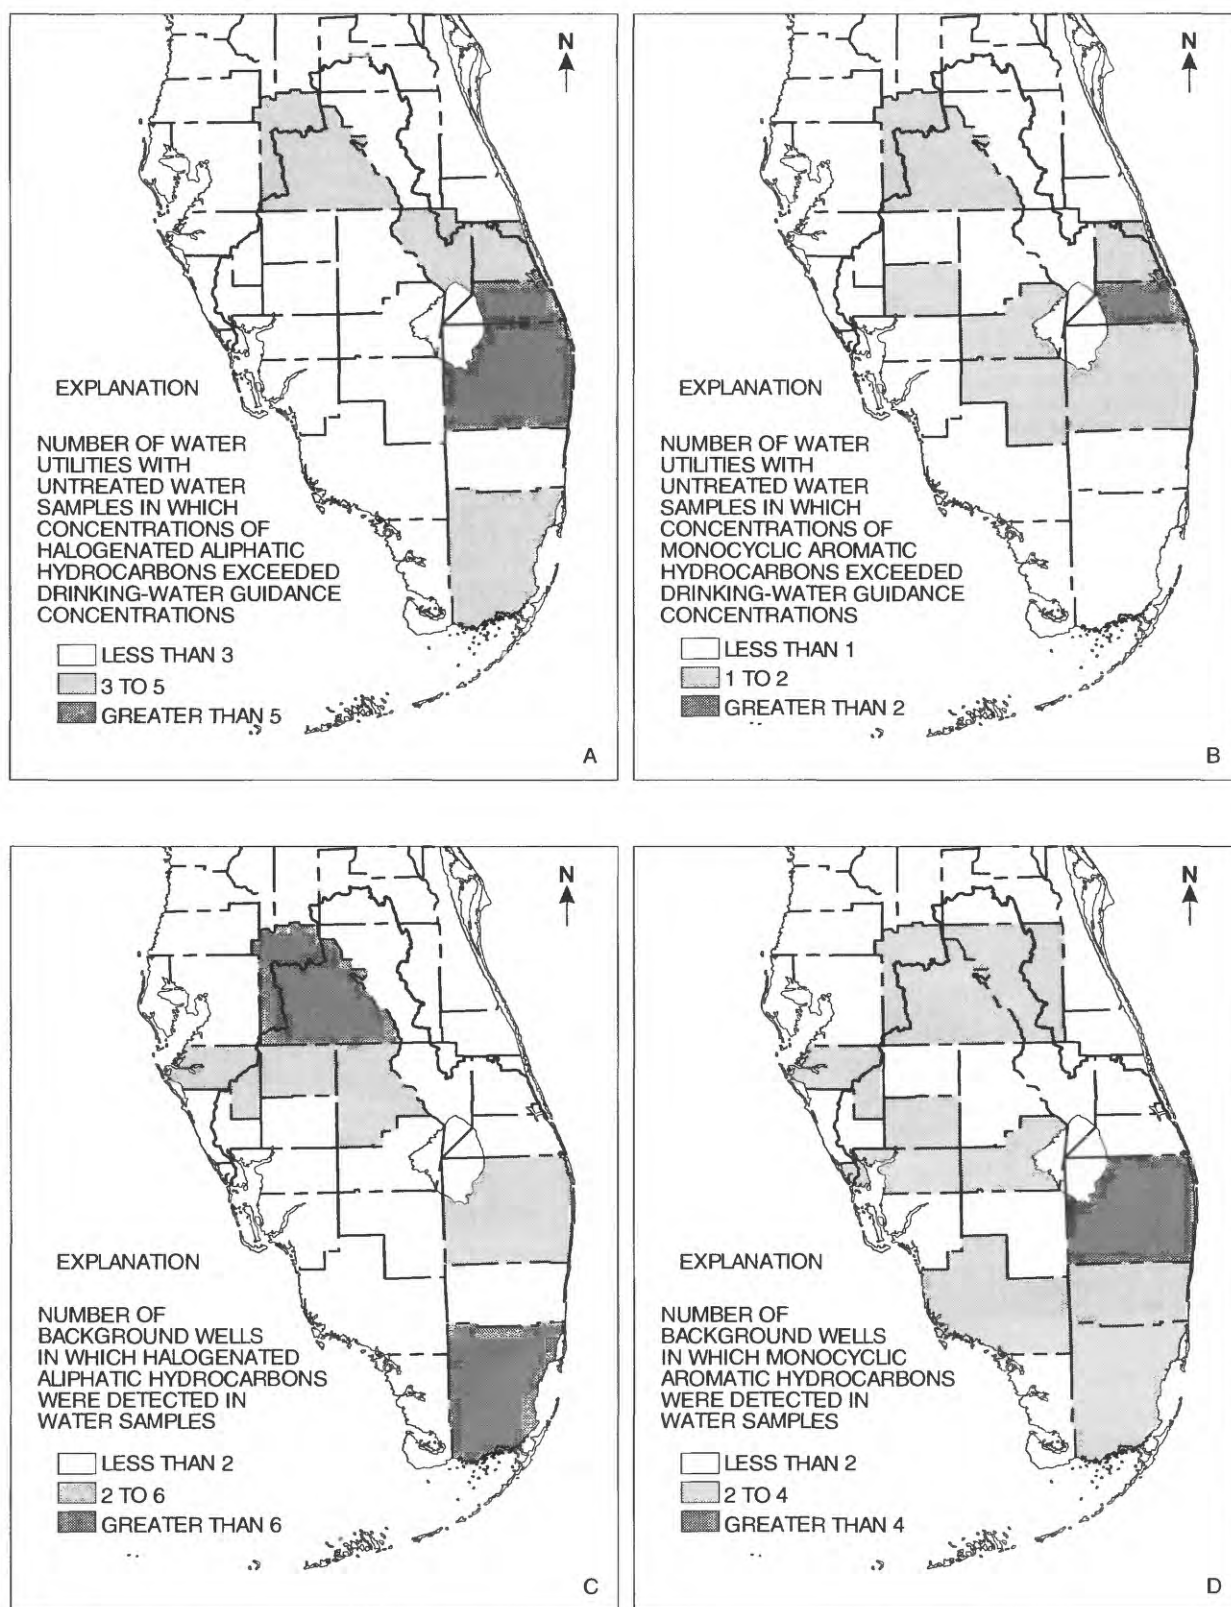 N
EXPLANATION
NUMBER OF WATER
UTILITIES WITH
UNTREATED WATER
SAMPLES IN WHICH
CONCENTRATIONS OF
HALOGENATED ALIPHATIC
HYDROCARBONS EXCEEDED
DRINKING-WATER GUIDANCE
CONCENTRATIONS
LESS THAN 3
3 TO 5
GREATER THAN 5
A
N
EXPLANATION
NUMBER OF WATER
UTILITIES WITH
UNTREATED WATER
SAMPLES IN WHICH
CONCENTRATIONS OF
MONOCYCLIC AROMATIC
HYDROCARBONS EXCEEDED
DRINKING-WATER GUIDANCE
CONCENTRATIONS
LESS THAN 1
1 TO 2
GREATER THAN 2
B
N
EXPLANATION
NUMBER OF
BACKGROUND WELLS
IN WHICH HALOGENATED
ALIPHATIC HYDROCARBONS
WERE DETECTED IN
WATER SAMPLES
LESS THAN 2
2 TO 6
GREATER THAN 6
C
N
EXPLANATION
NUMBER OF
BACKGROUND WELLS
IN WHICH MONOCYCLIC
AROMATIC HYDROCARBONS
WERE DETECTED IN
WATER SAMPLES
LESS THAN 2
2 TO 4
GREATER THAN 4
D